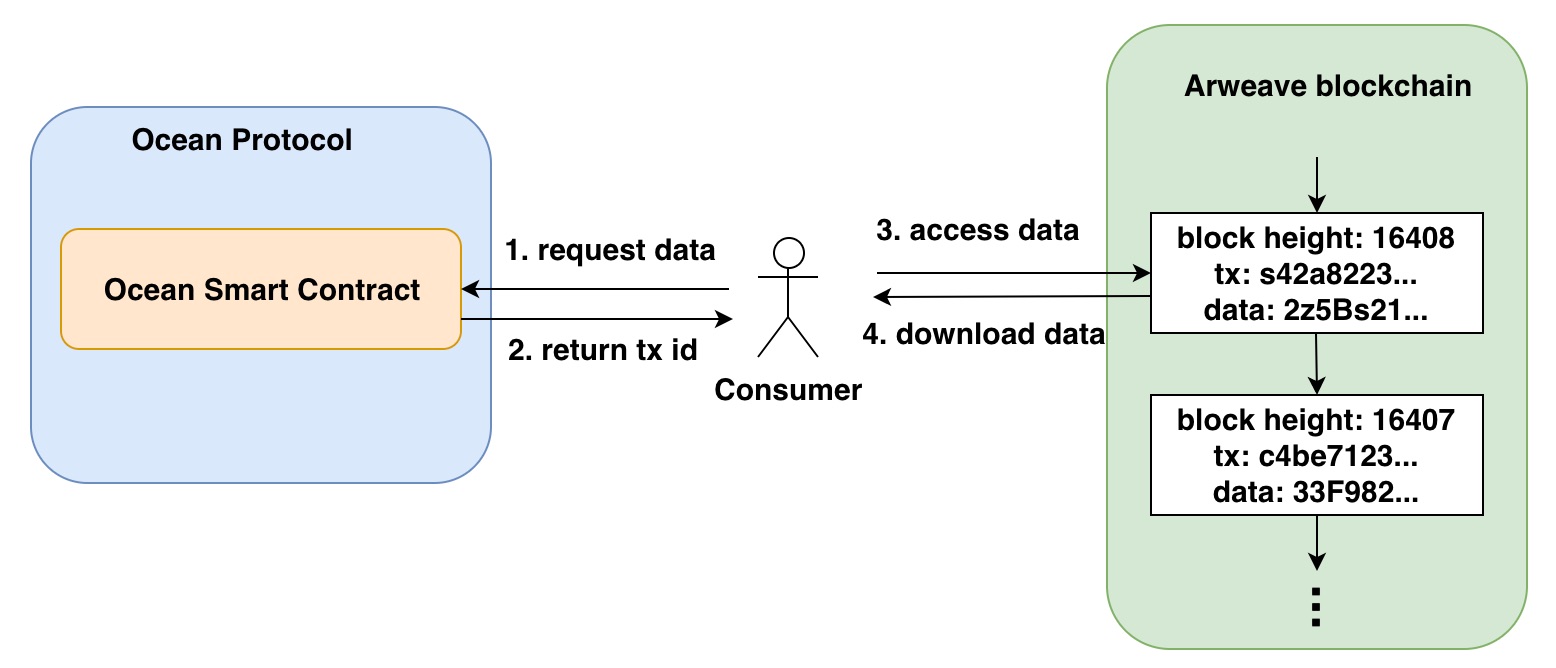 Ocean Protocol
Ocean Smart Contract
1. request data
2. return tx id
Consumer
3. access data
4. download data
Arweave blockchain
block height: 16408
tx: s42a8223...
data: 2z5Bs21...
block height: 16407
tx: c4be7123...
data: 33F982...